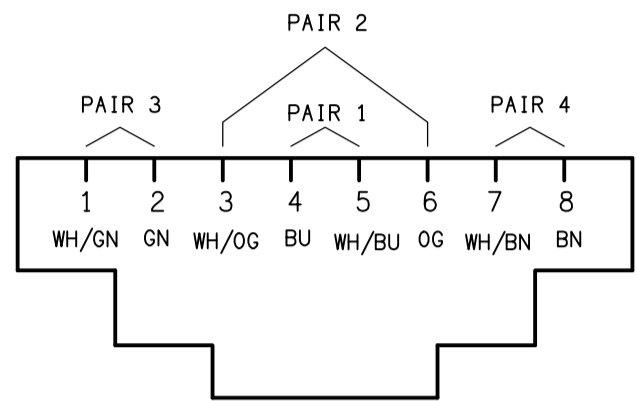 PAIR 2
PAIR 3
PAIR 1
PAIR 4
1 2 3 4 5 6 7 8
WH/GN GN WH/OG BU WH/BU OG WH/BN BN